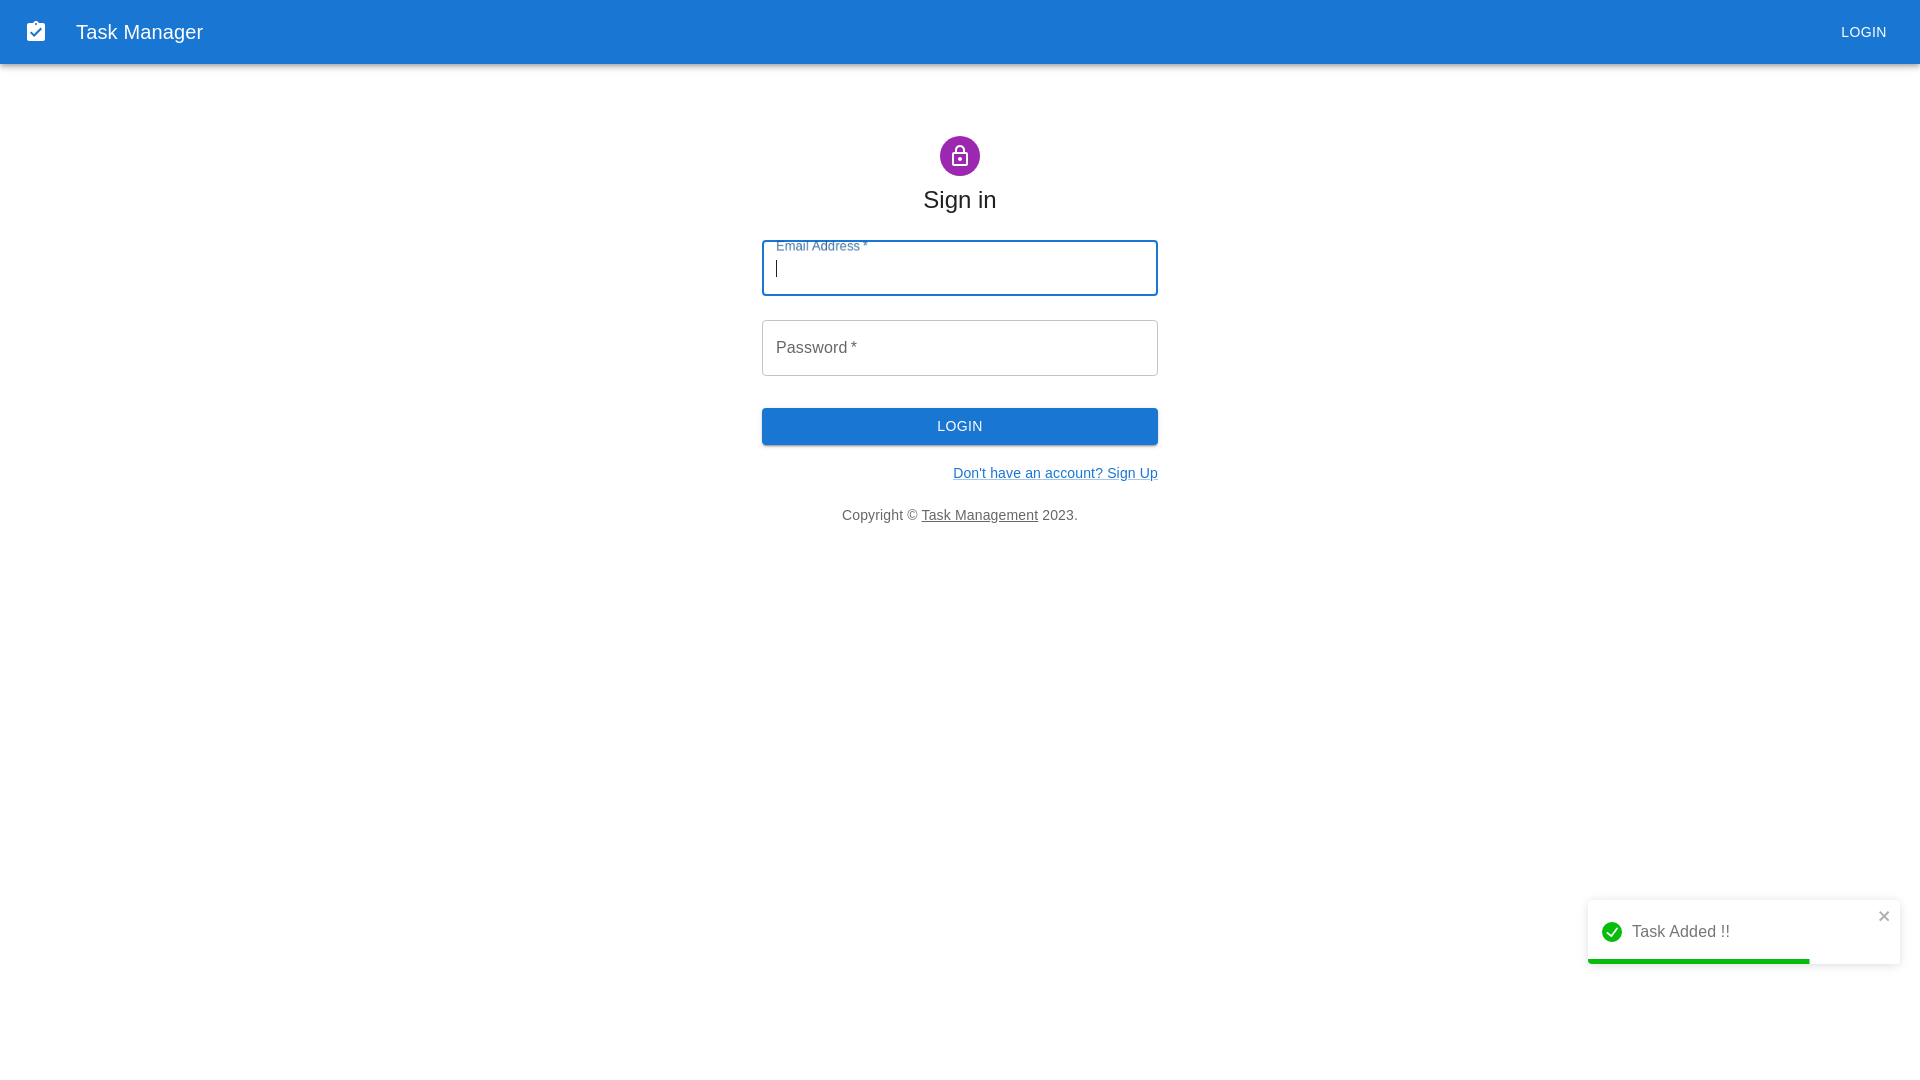 Task Manager
LOGIN
Sign in
Email Address *
Password *
LOGIN
Don't have an account? Sign Up
Copyright © Task Management 2023.
Task Added !!